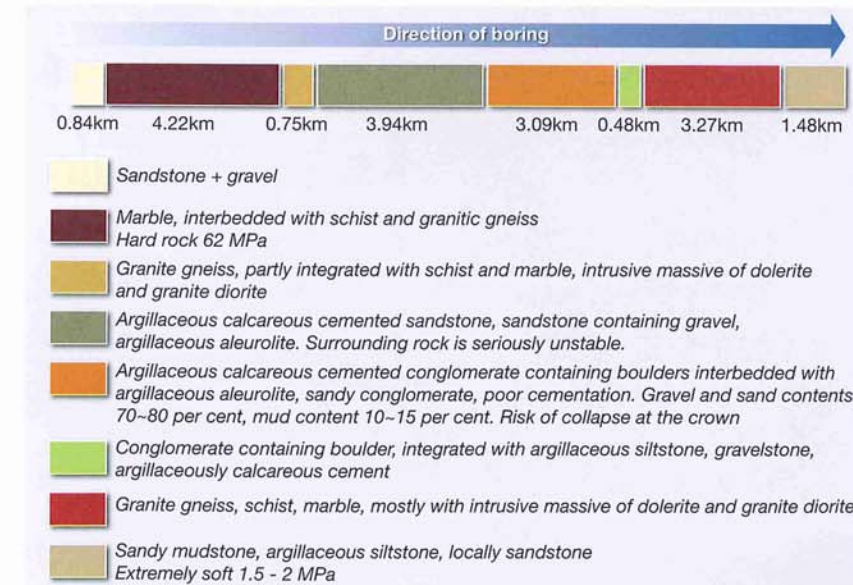 Direction of boring
0.84km 4.22km 0.75km 3.94km 3.09km 0.48km 3.27km 1.48km
Sandstone + gravel
Marble, interbedded with schist and granitic gneiss
Hard rock 62 MPa
Granite gneiss, partly integrated with schist and marble, intrusive massive of dolerite
and granite diorite
Argillaceous calcareous cemented sandstone, sandstone containing gravel,
argillaceous aleurolite. Surrounding rock is seriously unstable.
Argillaceous calcareous cemented conglomerate containing boulders interbedded with
argillaceous aleurolite, sandy conglomerate, poor cementation. Gravel and sand contents
70~80 per cent, mud content 10~15 per cent. Risk of collapse at the crown
Conglomerate containing boulder, integrated with argillaceous siltstone, gravelstone,
argillaceously calcareous cement
Granite gneiss, schist, marble, mostly with intrusive massive of dolerite and granite diorite
Sandy mudstone, argillaceous siltstone, locally sandstone
Extremely soft 1.5 - 2 MPa